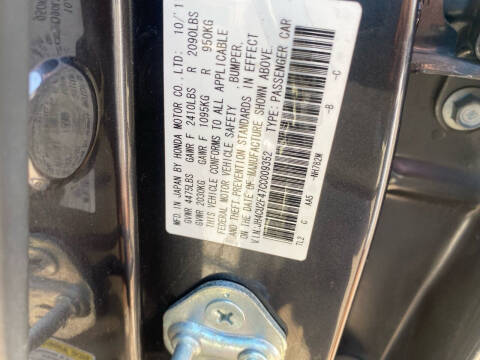 MFD. IN JAPAN BY HONDA MOTOR CO., LTD. 10/1
GVWR 4475LBS GAWR F 2410LBS R 2090LBS
GVWR 2030KG GAWR F 1095KG R 950KG
THIS VEHICLE CONFORMS TO ALL APPLICABLE
FEDERAL MOTOR VEHICLE SAFETY, BUMPER,
AND THEFT PREVENTION STANDARDS IN EFFECT
ON THE DATE OF MANUFACTURE SHOWN ABOVE.
V.I.N: JH4CU2F47CC009352 TYPE: PASSENGER CAR
TL2 C AA5 -NH782M -B -C